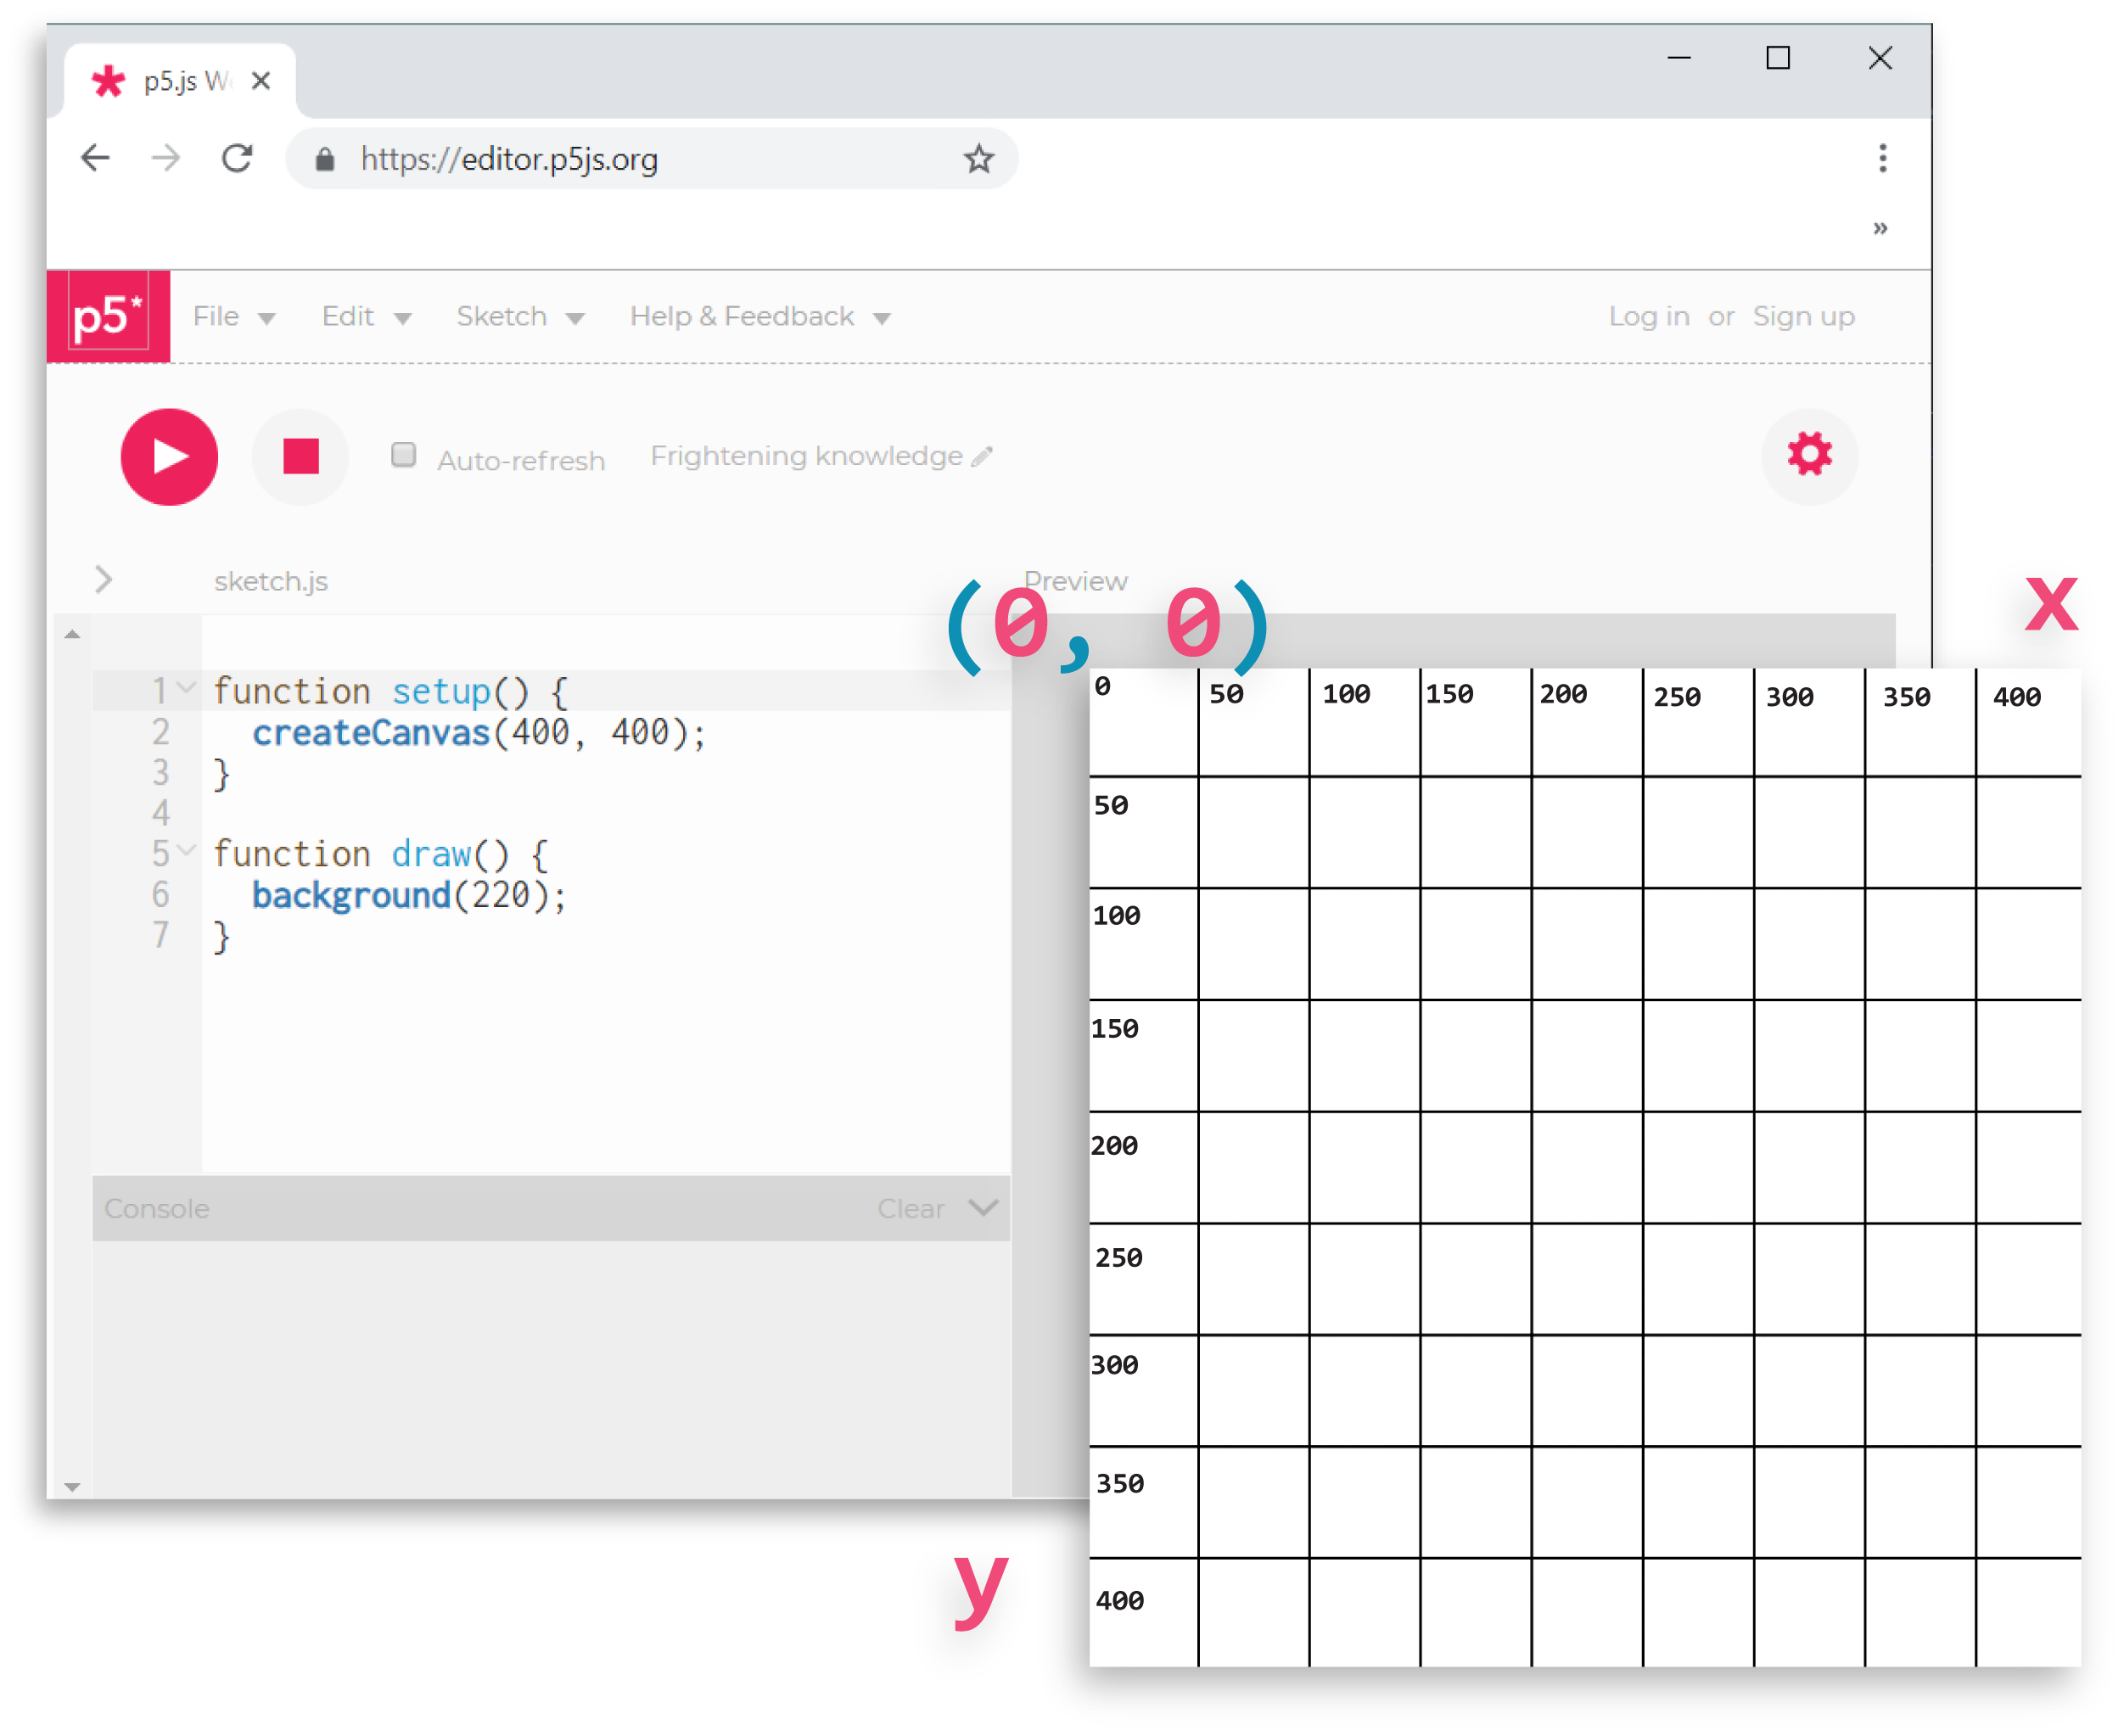 p5.js W
https://editor.p5js.org
»
p5* File Edit Sketch Help & Feedback Log in or Sign up
Auto-refresh Frightening knowledge
sketch.js
Preview
(0, 0)
x
1 function setup() {
2 createCanvas(400, 400);
3 }
4
5 function draw() {
6 background(220);
7 }
Console Clear
0 50 100 150 200 250 300 350 400
50
100
150
200
250
300
350
400
y